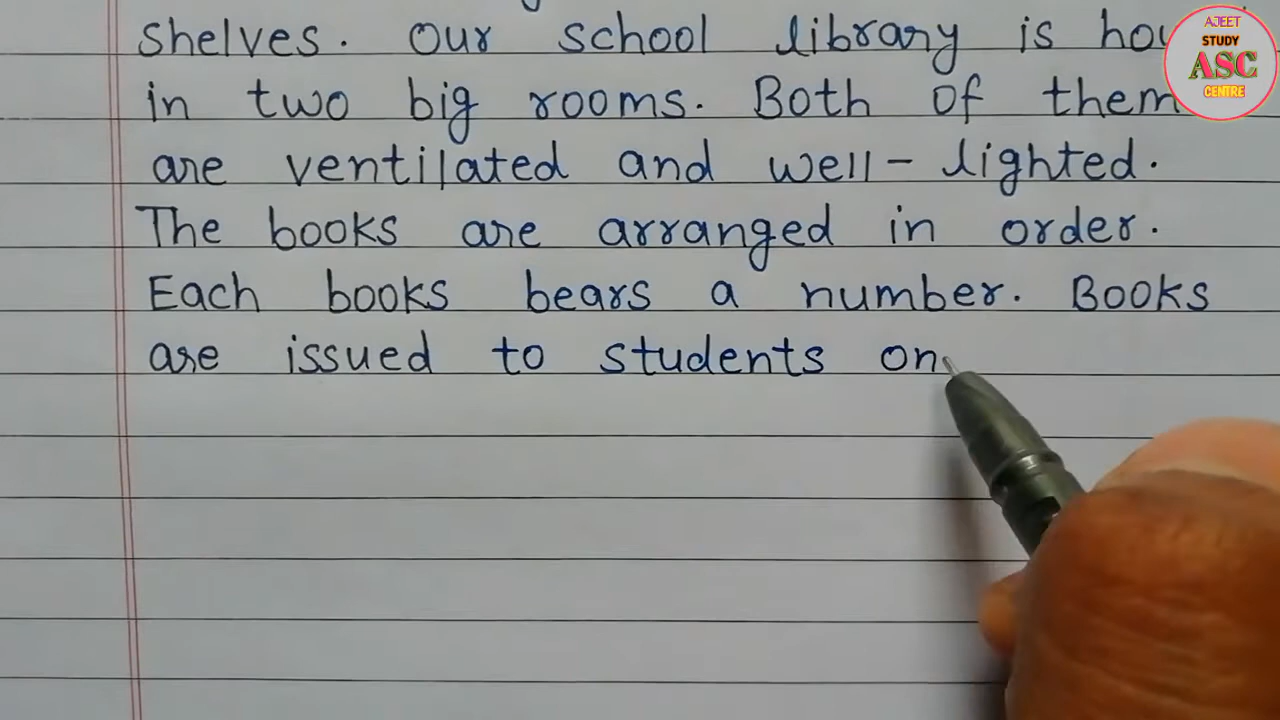 shelves. Our school library is
in two big rooms. Both of them
are ventilated and well-lighted.
The books are arranged in order.
Each books bears a number. Books
are issued to students on
AJEET
STUDY
ASC
CENTRE